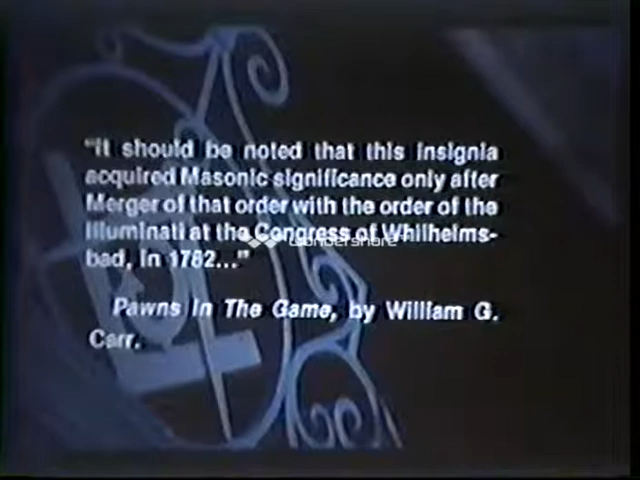 "It should be noted that this insignia
acquired Masonic significance only after
Merger of that order with the order of the
Illuminati at the Congress of Whilhelms-
bad, in 1782..."
Pawns In The Game, by William G.
Carr.
wondershare